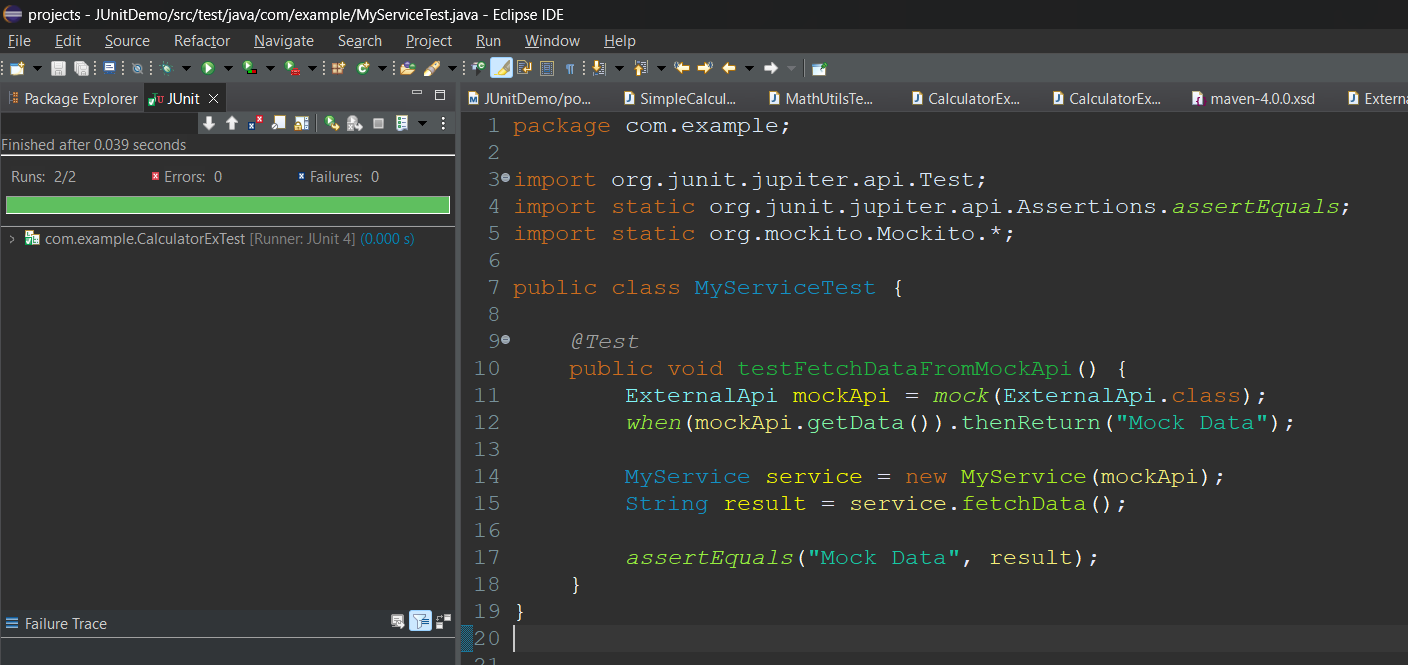 projects - JUnitDemo/src/test/java/com/example/MyServiceTest.java - Eclipse IDE
File Edit Source Refactor Navigate Search Project Run Window Help
Package Explorer JUnit
JUnitDemo/po... SimpleCalcul... MathUtilsTe... CalculatorEx... CalculatorEx... maven-4.0.0.xsd Extern
Finished after 0.039 seconds
Runs: 2/2 Errors: 0 Failures: 0
com.example.CalculatorExTest [Runner: JUnit 4] (0.000 s)
Failure Trace
1 package com.example;
2
3 import org.junit.jupiter.api.Test;
4 import static org.junit.jupiter.api.Assertions.assertEquals;
5 import static org.mockito.Mockito.*;
6
7 public class MyServiceTest {
8
9 @Test
10 public void testFetchDataFromMockApi() {
11 ExternalApi mockApi = mock(ExternalApi.class);
12 when(mockApi.getData()).thenReturn("Mock Data");
13
14 MyService service = new MyService(mockApi);
15 String result = service.fetchData();
16
17 assertEquals("Mock Data", result);
18 }
19 }
20
21